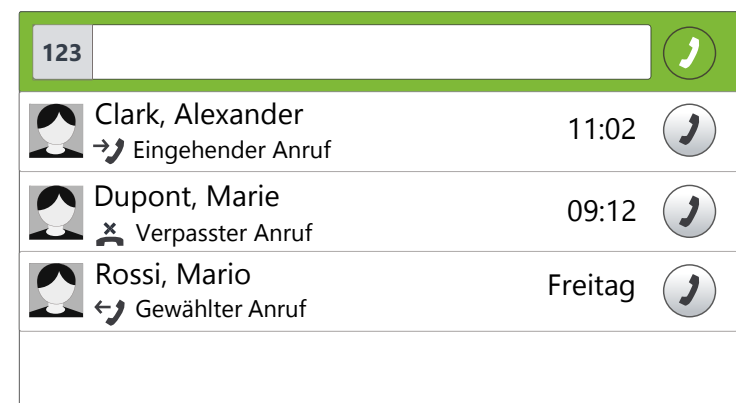 123
Clark, Alexander
11:02
Eingehender Anruf
Dupont, Marie
09:12
Verpasster Anruf
Rossi, Mario
Freitag
Gewählter Anruf